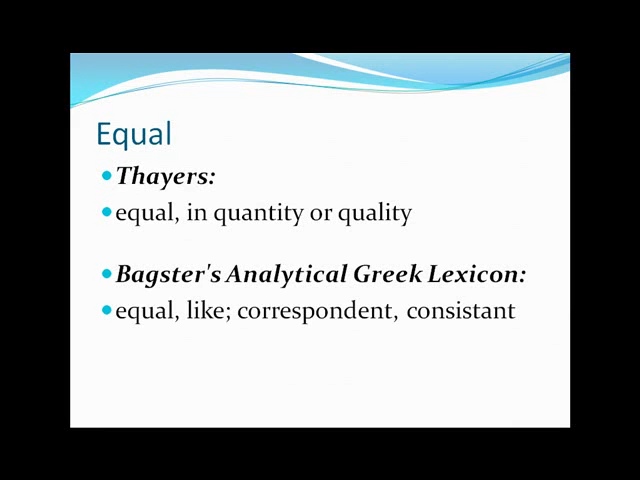 Equal
Thayers:
equal, in quantity or quality
Bagster's Analytical Greek Lexicon:
equal, like; correspondent, consistant